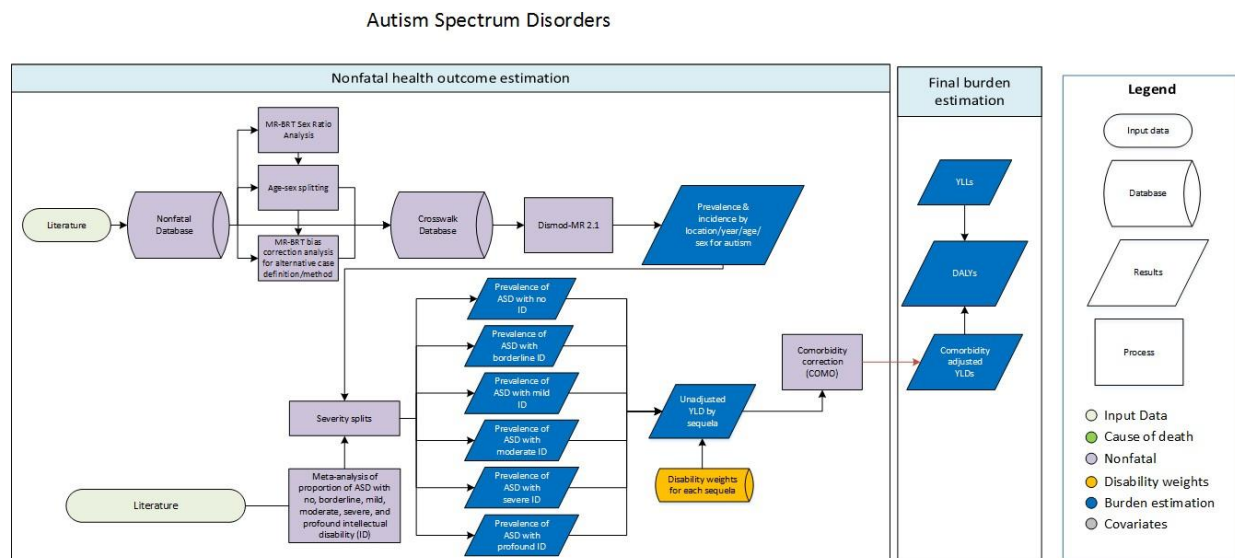 Autism Spectrum Disorders
Nonfatal health outcome estimation
MR-BRT Sex Ratio
Analysis
Age-sex splitting
Literature
Nonfatal
Database
MR-BRT bias
correction analysis
for alternative case
definition/method
Crosswalk
Database
Dismod-MR 2.1
Prevalence &
incidence by
location/year/age/
sex for autism
Prevalence of
ASD with no
ID
Prevalence of
ASD with
borderline ID
Prevalence of
ASD with mild
ID
Prevalence of
ASD with
moderate ID
Prevalence of
ASD with
severe ID
Prevalence of
ASD with
profound ID
Severity splits
Literature
Meta-analysis of
proportion of ASD with
no, borderline, mild,
moderate, severe, and
profound intellectual
disability (ID)
Unadjusted
YLD by
sequela
Disability weights
for each sequela
Comorbidity
correction
(COMO)
Final burden
estimation
YLLs
DALYs
Comorbidity
adjusted
YLDs
Legend
Input data
Database
Results
Process
Input Data
Cause of death
Nonfatal
Disability weights
Burden estimation
Covariates